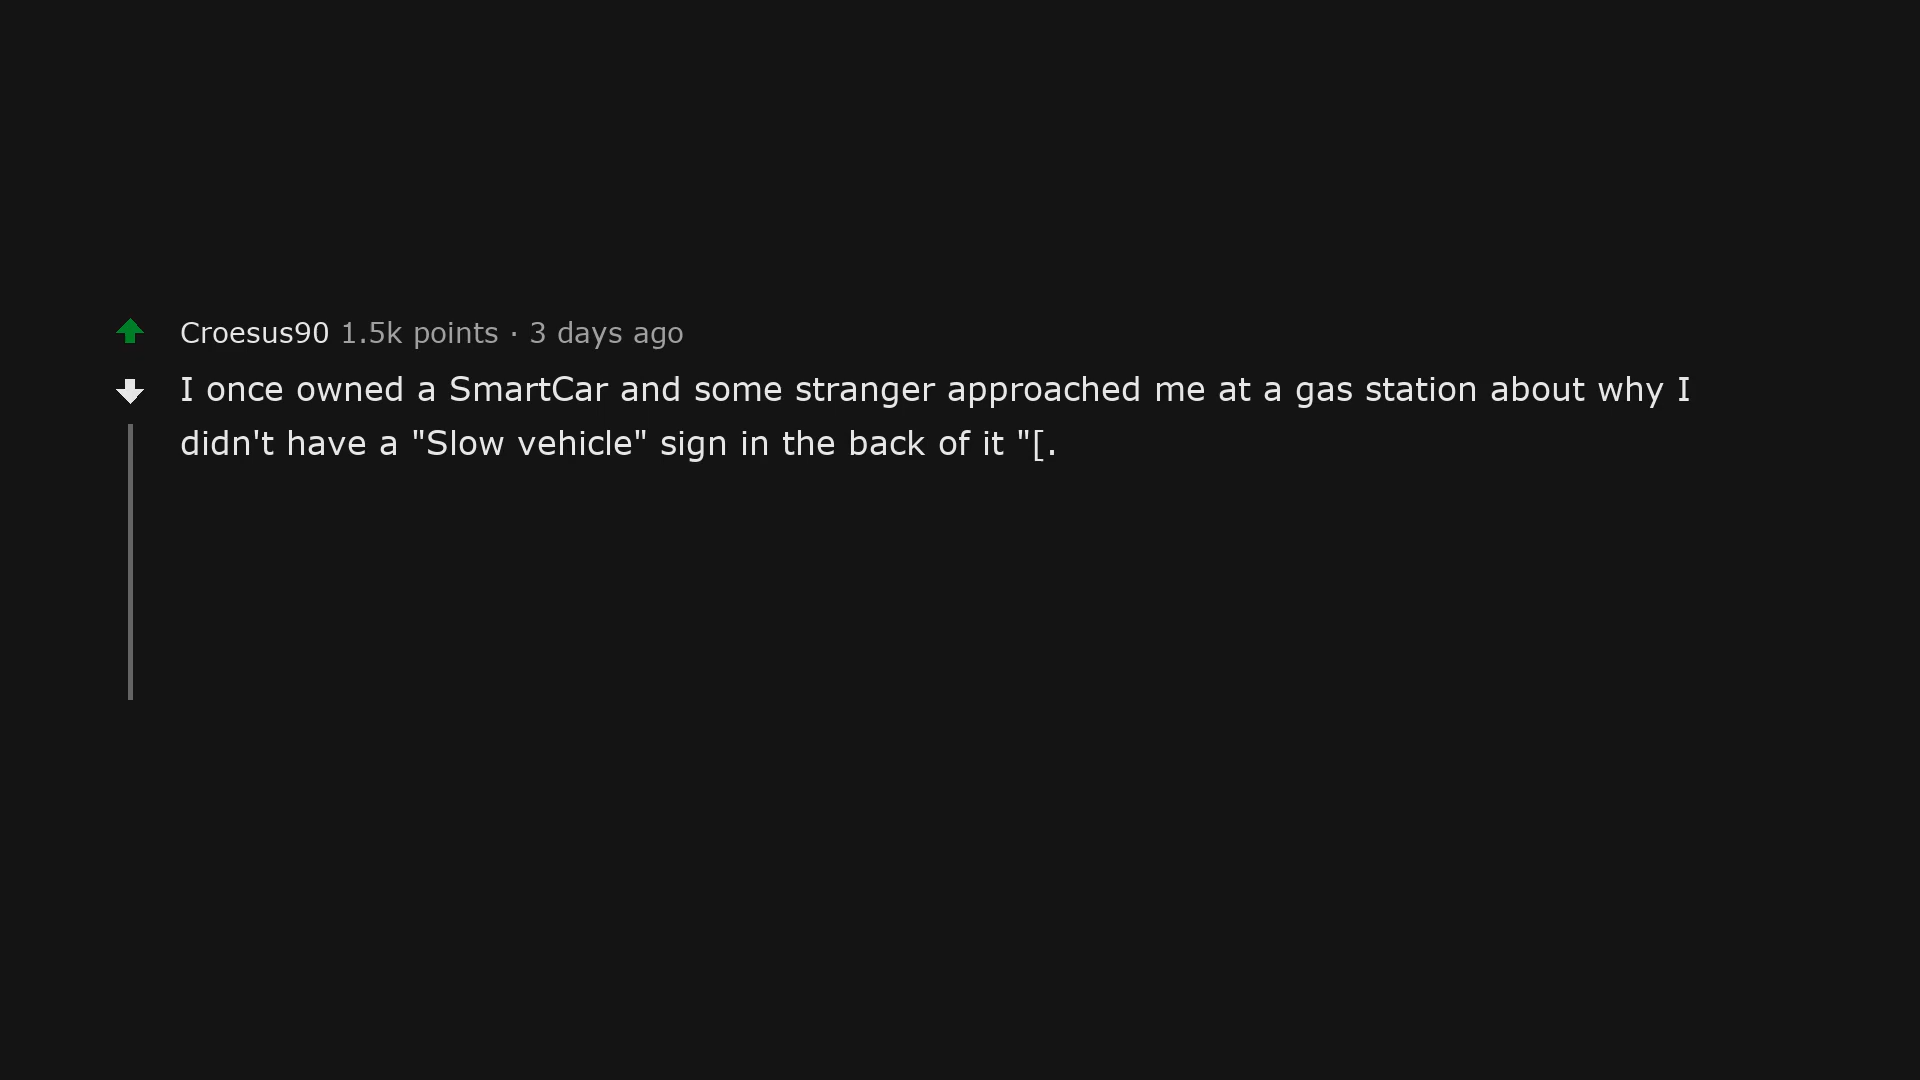 Croesus90 1.5k points · 3 days ago
I once owned a SmartCar and some stranger approached me at a gas station about why I
didn't have a "Slow vehicle" sign in the back of it "[.